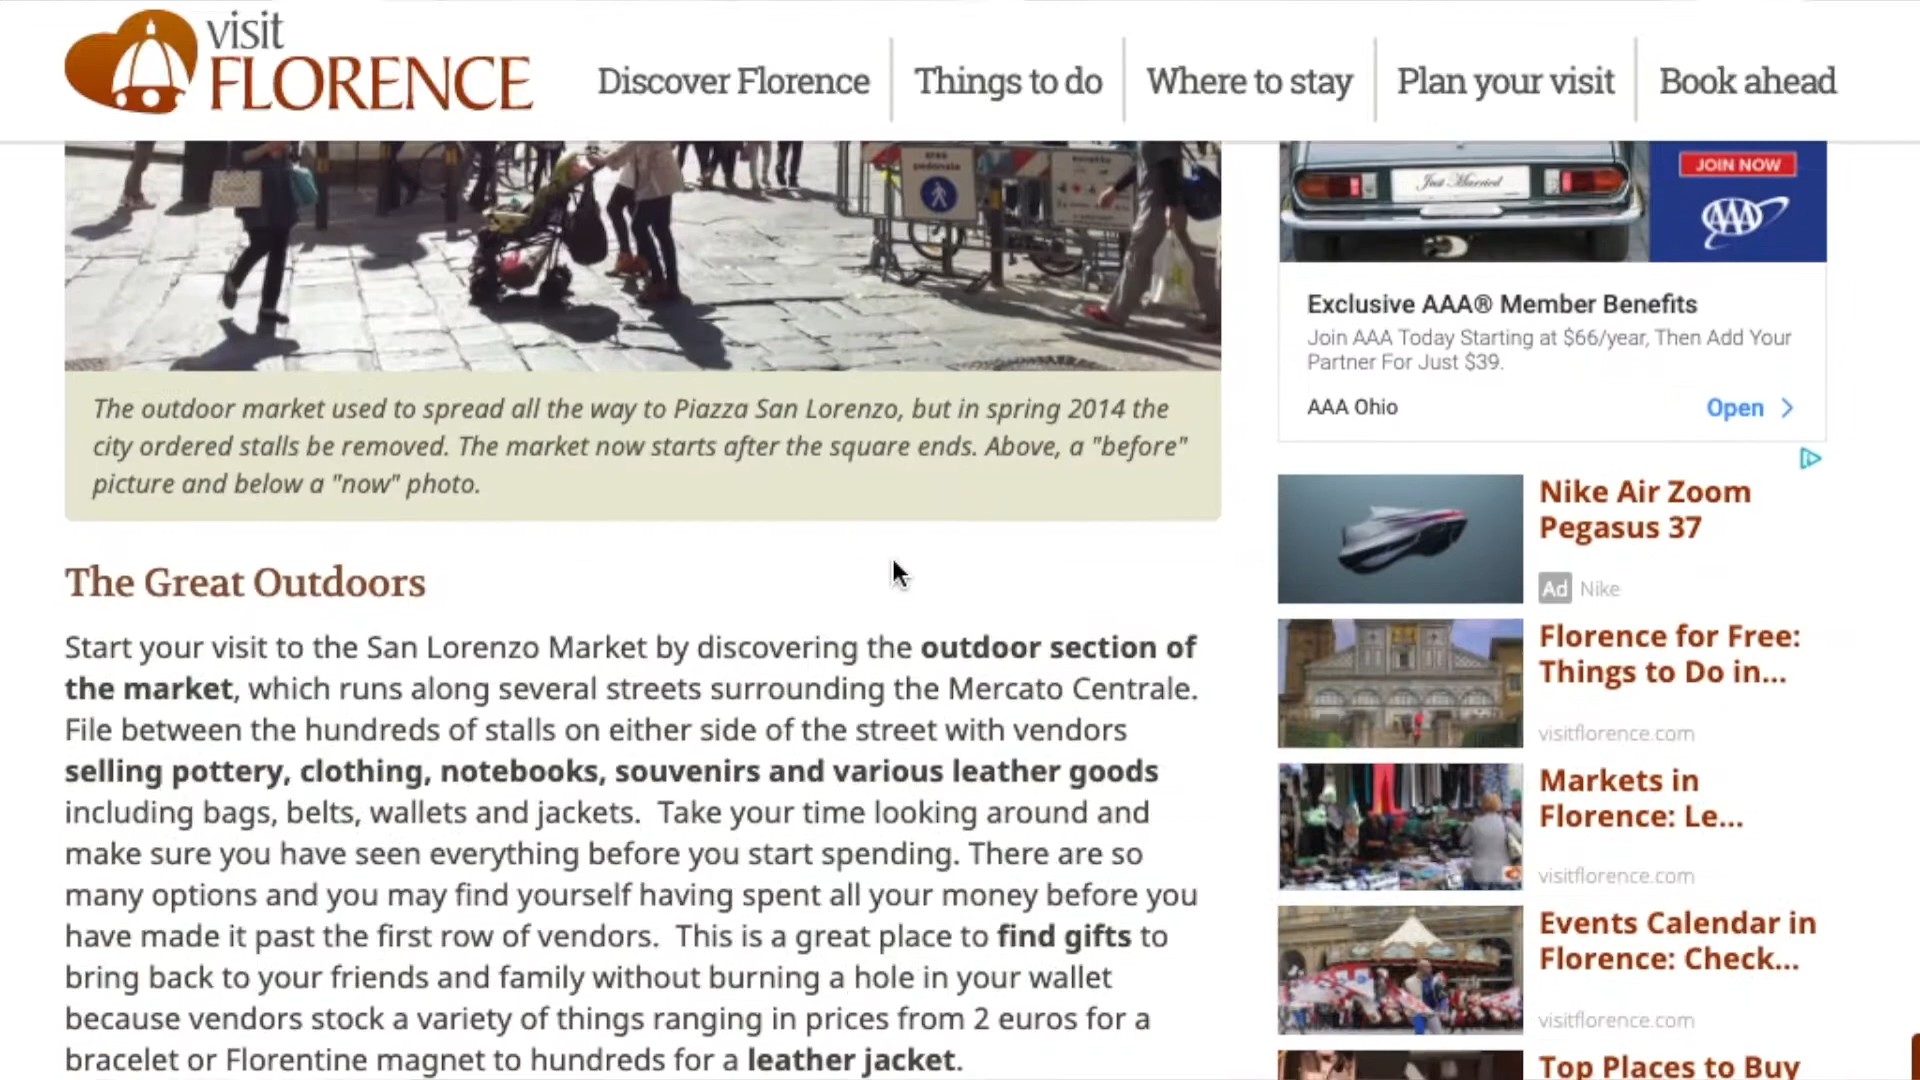 visit
FLORENCE
Discover Florence
Things to do
Where to stay
Plan your visit
Book ahead
area
pedonale
Just Married
JOIN NOW
AAA
Exclusive AAA® Member Benefits
Join AAA Today Starting at $66/year, Then Add Your
Partner For Just $39.
AAA Ohio
Open
The outdoor market used to spread all the way to Piazza San Lorenzo, but in spring 2014 the
city ordered stalls be removed. The market now starts after the square ends. Above, a "before"
picture and below a "now" photo.
The Great Outdoors
Start your visit to the San Lorenzo Market by discovering the outdoor section of
the market, which runs along several streets surrounding the Mercato Centrale.
File between the hundreds of stalls on either side of the street with vendors
selling pottery, clothing, notebooks, souvenirs and various leather goods
including bags, belts, wallets and jackets.  Take your time looking around and
make sure you have seen everything before you start spending. There are so
many options and you may find yourself having spent all your money before you
have made it past the first row of vendors.  This is a great place to find gifts to
bring back to your friends and family without burning a hole in your wallet
because vendors stock a variety of things ranging in prices from 2 euros for a
bracelet or Florentine magnet to hundreds for a leather jacket.
Nike Air Zoom
Pegasus 37
Ad Nike
Florence for Free:
Things to Do in...
visitflorence.com
Markets in
Florence: Le...
visitflorence.com
Events Calendar in
Florence: Check...
visitflorence.com
Top Places to Buy